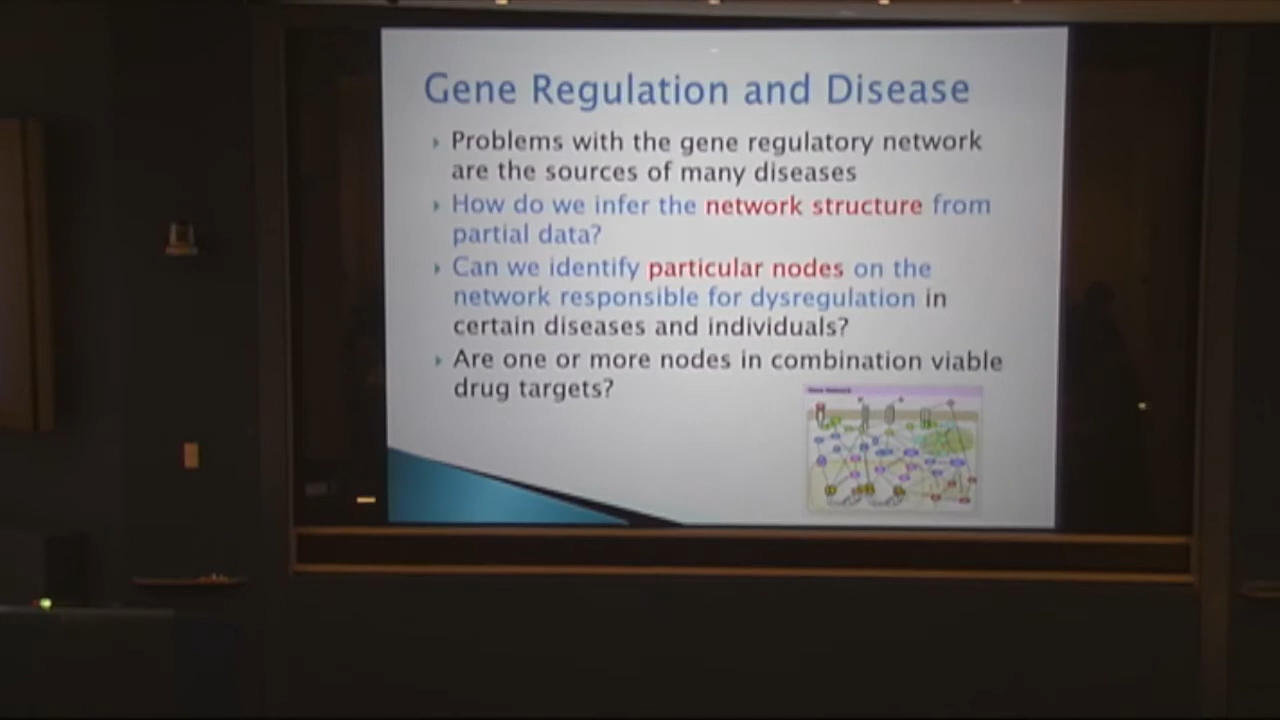 Gene Regulation and Disease
Problems with the gene regulatory network
are the sources of many diseases
How do we infer the network structure from
partial data?
Can we identify particular nodes on the
network responsible for dysregulation in
certain diseases and individuals?
Are one or more nodes in combination viable
drug targets?